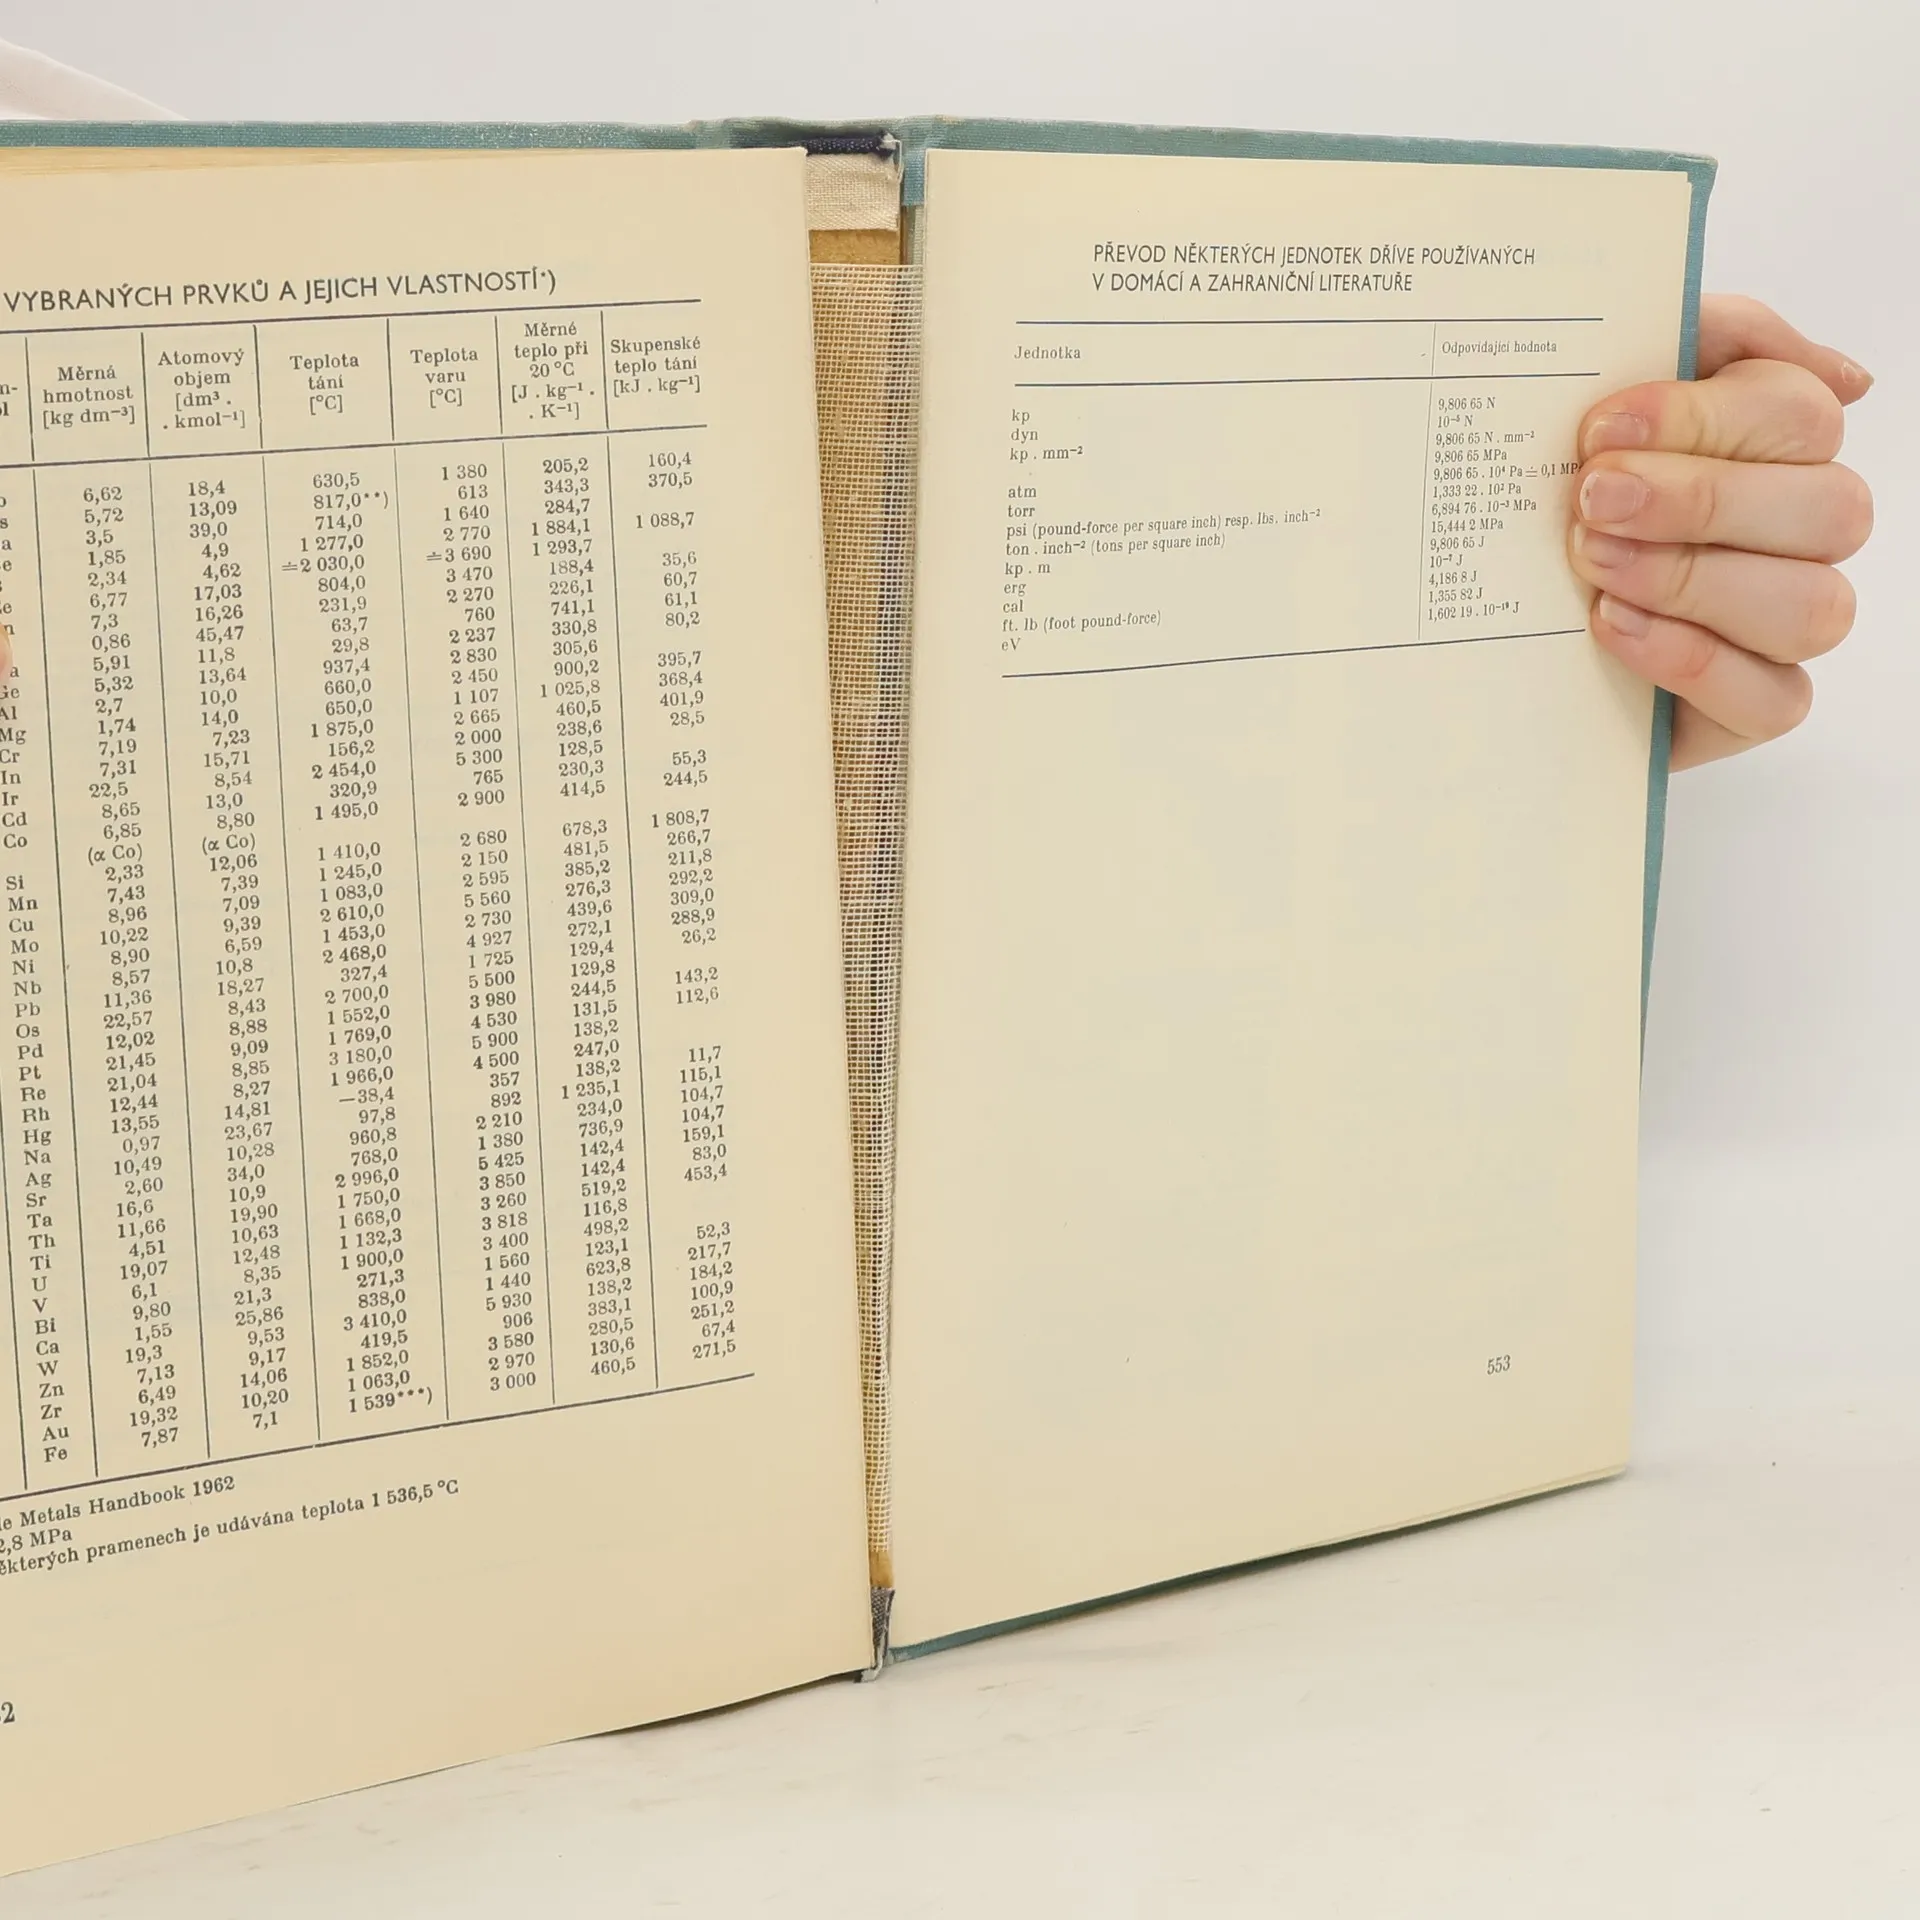 VYBRANÝCH PRVKŮ A JEJICH VLASTNOSTÍ*)
Měrná hmotnost [kg dm⁻³] Atomový objem [dm³ . . kmol⁻¹] Teplota tání [°C] Teplota varu [°C] Měrné teplo při 20 °C [J . kg⁻¹ . . K⁻¹] Skupenské teplo tání [kJ . kg⁻¹]
6,62 18,4 630,5 1 380 205,2 160,4
s 5,72 13,09 817,0**) 613 343,3 370,5
a 3,5 39,0 714,0 1 640 284,7
e 1,85 4,9 1 277,0 2 770 1 884,1 1 088,7
2,34 4,62 ≐2 030,0 ≐3 690 1 293,7
e 6,77 17,03 804,0 3 470 188,4 35,6
n 7,3 16,26 231,9 2 270 226,1 60,7
0,86 45,47 63,7 760 741,1 61,1
a 5,91 11,8 29,8 2 237 330,8 80,2
Ge 5,32 13,64 937,4 2 830 305,6
Al 2,7 10,0 660,0 2 450 900,2 395,7
Mg 1,74 14,0 650,0 1 107 1 025,8 368,4
Cr 7,19 7,23 1 875,0 2 665 460,5 401,9
In 7,31 15,71 156,2 2 000 238,6 28,5
Ir 22,5 8,54 2 454,0 5 300 128,5
Cd 8,65 13,0 320,9 765 230,3 55,3
Co 6,85 8,80 1 495,0 2 900 414,5 244,5
(α Co) (α Co)
Si 2,33 12,06 1 410,0 2 680 678,3 1 808,7
Mn 7,43 7,39 1 245,0 2 150 481,5 266,7
Cu 8,96 7,09 1 083,0 2 595 385,2 211,8
Mo 10,22 9,39 2 610,0 5 560 276,3 292,2
Ni 8,90 6,59 1 453,0 2 730 439,6 309,0
Nb 8,57 10,8 2 468,0 4 927 272,1 288,9
Pb 11,36 18,27 327,4 1 725 129,4 26,2
Os 22,57 8,43 2 700,0 5 500 129,8
Pd 12,02 8,88 1 552,0 3 980 244,5 143,2
Pt 21,45 9,09 1 769,0 4 530 131,5 112,6
Re 21,04 8,85 3 180,0 5 900 138,2
Rh 12,44 8,27 1 966,0 4 500 247,0
Hg 13,55 14,81 —38,4 357 138,2 11,7
Na 0,97 23,67 97,8 892 1 235,1 115,1
Ag 10,49 10,28 960,8 2 210 234,0 104,7
Sr 2,60 34,0 768,0 1 380 736,9 104,7
Ta 16,6 10,9 2 996,0 5 425 142,4 159,1
Th 11,66 19,90 1 750,0 3 850 142,4 83,0
Ti 4,51 10,63 1 668,0 3 260 519,2 453,4
U 19,07 12,48 1 132,3 3 818 116,8
V 6,1 8,35 1 900,0 3 400 498,2
Bi 9,80 21,3 271,3 1 560 123,1 52,3
Ca 1,55 25,86 838,0 1 440 623,8 217,7
W 19,3 9,53 3 410,0 5 930 138,2 184,2
Zn 7,13 9,17 419,5 906 383,1 100,9
Zr 6,49 14,06 1 852,0 3 580 280,5 251,2
Au 19,32 10,20 1 063,0 2 970 130,6 67,4
Fe 7,87 7,1 1 539***) 3 000 460,5 271,5
le Metals Handbook 1962
2,8 MPa
ěkterých pramenech je udávána teplota 1 536,5 °C
2
PŘEVOD NĚKTERÝCH JEDNOTEK DŘÍVE POUŽÍVANÝCH
V DOMÁCÍ A ZAHRANIČNÍ LITERATUŘE
Jednotka Odpovídající hodnota
kp 9,806 65 N
dyn 10⁻⁵ N
kp . mm⁻² 9,806 65 N . mm⁻²
9,806 65 MPa
atm 9,806 65 . 10⁴ Pa ≐ 0,1 MPa
torr 1,333 22 . 10² Pa
psi (pound-force per square inch) resp. lbs. inch⁻² 6,894 76 . 10⁻³ MPa
ton . inch⁻² (tons per square inch) 15,444 2 MPa
kp . m 9,806 65 J
erg 10⁻⁷ J
cal 4,186 8 J
ft. lb (foot pound-force) 1,355 82 J
eV 1,602 19 . 10⁻¹⁹ J
553